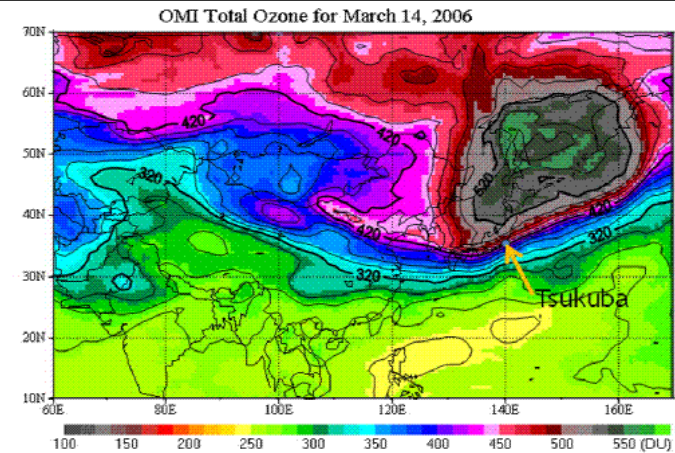 OMI Total Ozone for March 14, 2006
70N
60N
420
420
50N
320
520
40N
420
420
320
320
30N
Tsukuba
20N
10N
60E 80E 100E 120E 140E 160E
100 150 200 250 300 350 400 450 500 550 (DU)